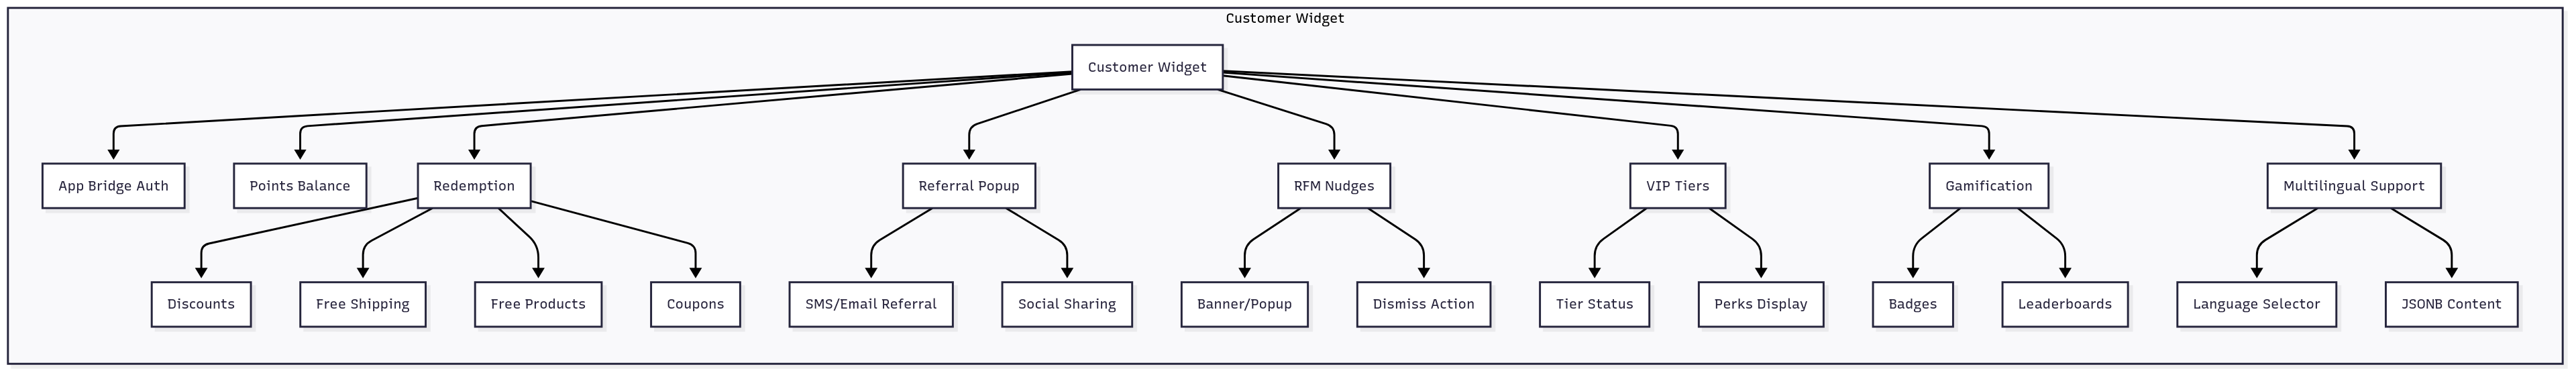 Customer Widget
Customer Widget
App Bridge Auth
Points Balance
Redemption
Referral Popup
RFM Nudges
VIP Tiers
Gamification
Multilingual Support
Discounts
Free Shipping
Free Products
Coupons
SMS/Email Referral
Social Sharing
Banner/Popup
Dismiss Action
Tier Status
Perks Display
Badges
Leaderboards
Language Selector
JSONB Content